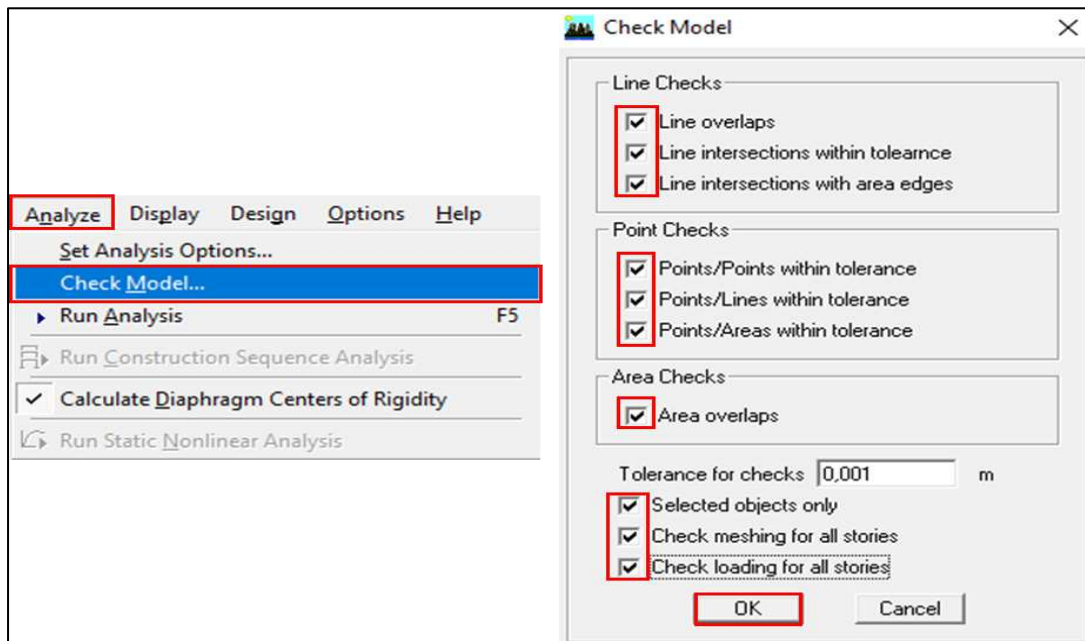 Analyze Display Design Options Help
Set Analysis Options...
Check Model...
Run Analysis F5
Run Construction Sequence Analysis
Calculate Diaphragm Centers of Rigidity
Run Static Nonlinear Analysis
Check Model
Line Checks
Line overlaps
Line intersections within tolearnce
Line intersections with area edges
Point Checks
Points/Points within tolerance
Points/Lines within tolerance
Points/Areas within tolerance
Area Checks
Area overlaps
Tolerance for checks 0,001 m
Selected objects only
Check meshing for all stories
Check loading for all stories
OK Cancel